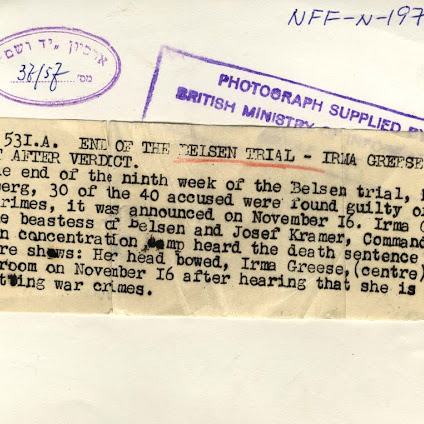 NFF-N-197
ארכיון "יד ושם"
מס' 37/57
PHOTOGRAPH SUPPLIED BY
BRITISH MINISTRY
531.A. END OF THE BELSEN TRIAL - IRMA GREESE
AFTER VERDICT.
e end of the ninth week of the Belsen trial,
erg, 30 of the 40 accused were found guilty o
rimes, it was announced on November 16. Irma G
e beastess of Belsen and Josef Kramer, Command
n concentration camp heard the death sentence
re shows: Her head bowed, Irma Greese,(centre)
room on November 16 after hearing that she is
tting war crimes.